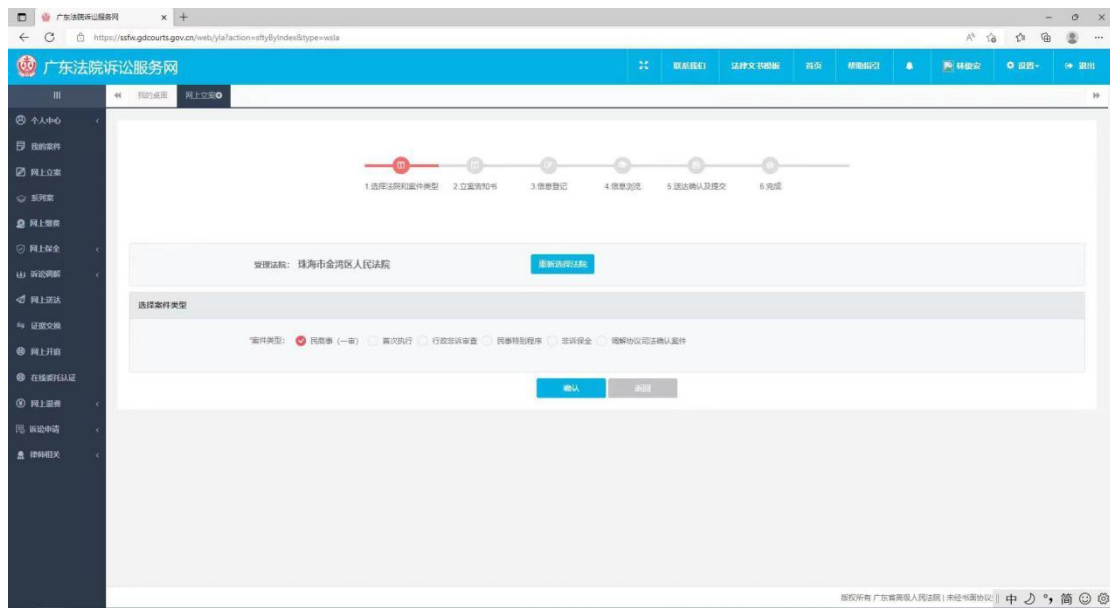 广东法院诉讼服务网
https://ssfw.gdcourts.gov.cn/web/yla?action=sftyByIndex&type=wsla
广东法院诉讼服务网
联系我们 法律文书模板 首页 帮助指引 林俊宏 设置 退出
我的桌面 网上立案
个人中心
我的案件
网上立案
系列案
网上缴费
网上保全
诉讼调解
网上送达
证据交换
网上开庭
在线委托认证
网上退费
诉讼申请
律师相关
1.选择法院和案件类型 2.立案告知书 3.信息登记 4.信息浏览 5.送达确认及提交 6.完成
受理法院: 珠海市金湾区人民法院 重新选择法院
选择案件类型
*案件类型: 民商事 (一审) 首次执行 行政非诉审查 民事特别程序 非诉保全 调解协议司法确认案件
确认 返回
版权所有 广东省高级人民法院 | 未经书面协议 中 简